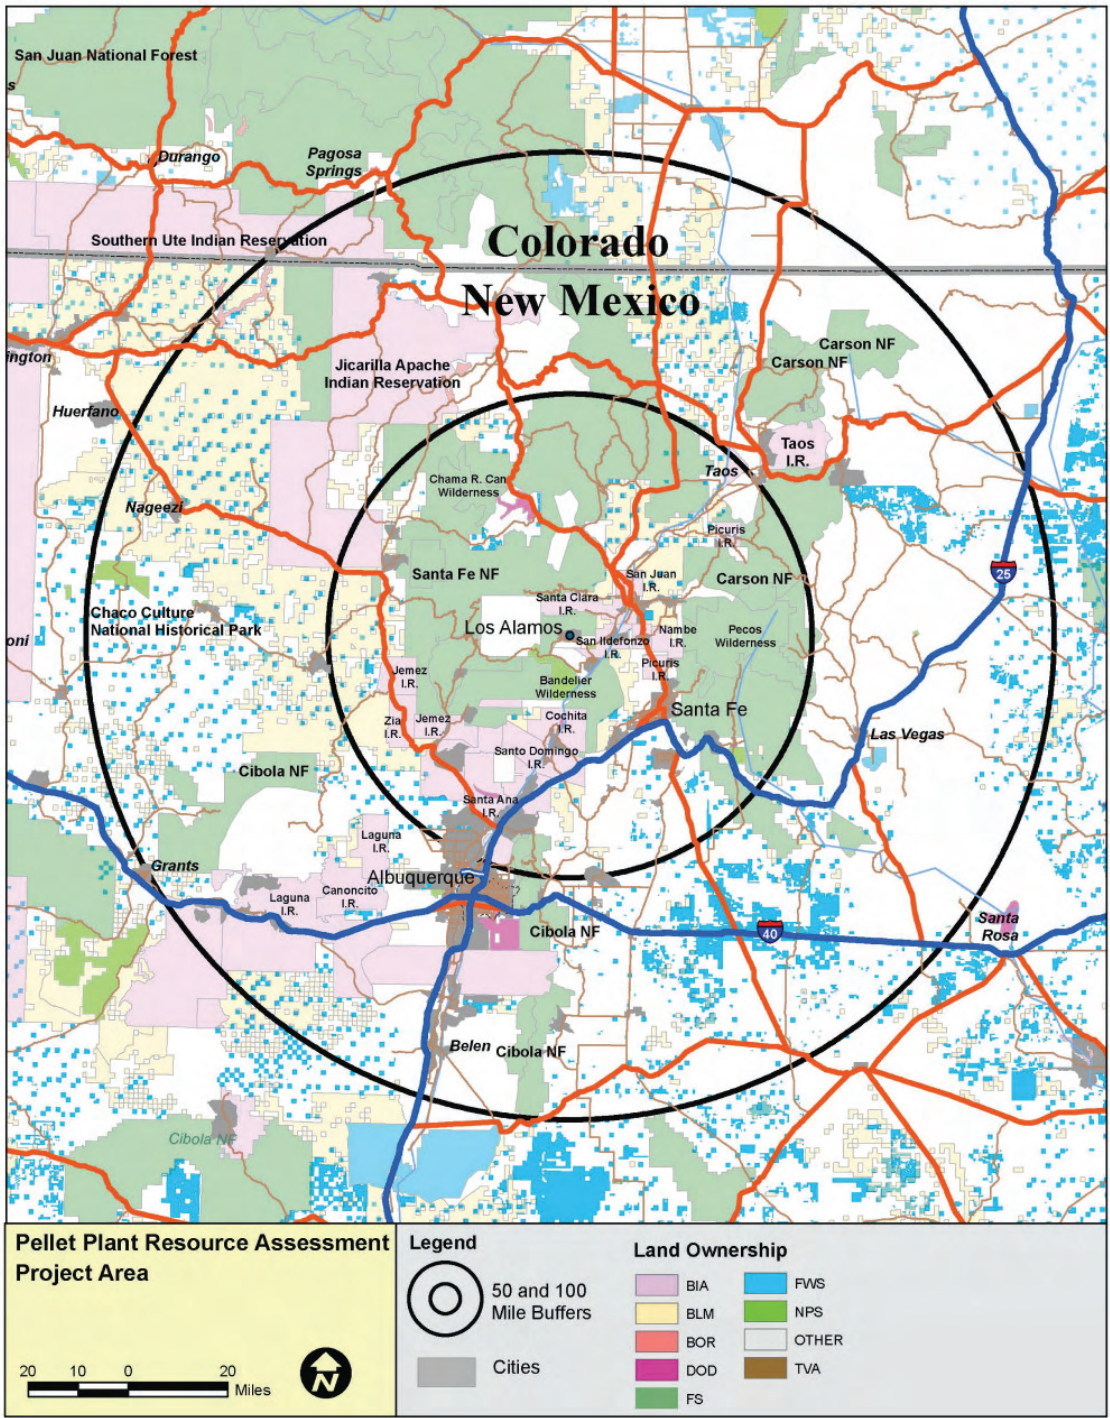 San Juan National Forest
s
Durango
Pagosa
Springs
Southern Ute Indian Reservation
Colorado
New Mexico
ington
Jicarilla Apache
Indian Reservation
Carson NF
Carson NF
Huerfano
Taos
I.R.
Taos
Chama R. Can
Wilderness
Nageezi
Picuris
I.R.
25
Santa Fe NF
San Juan
I.R.
Carson NF
Santa Clara
I.R.
Chaco Culture
National Historical Park
Los Alamos
San Ildefonzo
I.R.
Nambe
I.R.
Pecos
Wilderness
oni
Jemez
I.R.
Bandelier
Wilderness
Picuris
I.R.
Santa Fe
Zia
I.R.
Jemez
I.R.
Cochita
I.R.
Las Vegas
Santo Domingo
I.R.
Cibola NF
Santa Ana
I.R.
Laguna
I.R.
Grants
Albuquerque
Canoncito
I.R.
Laguna
I.R.
Cibola NF
40
Santa
Rosa
Belen
Cibola NF
Cibola NF
Pellet Plant Resource Assessment
Project Area
20 10 0 20
Miles
N
Legend
50 and 100
Mile Buffers
Cities
Land Ownership
BIA
BLM
BOR
DOD
FS
FWS
NPS
OTHER
TVA